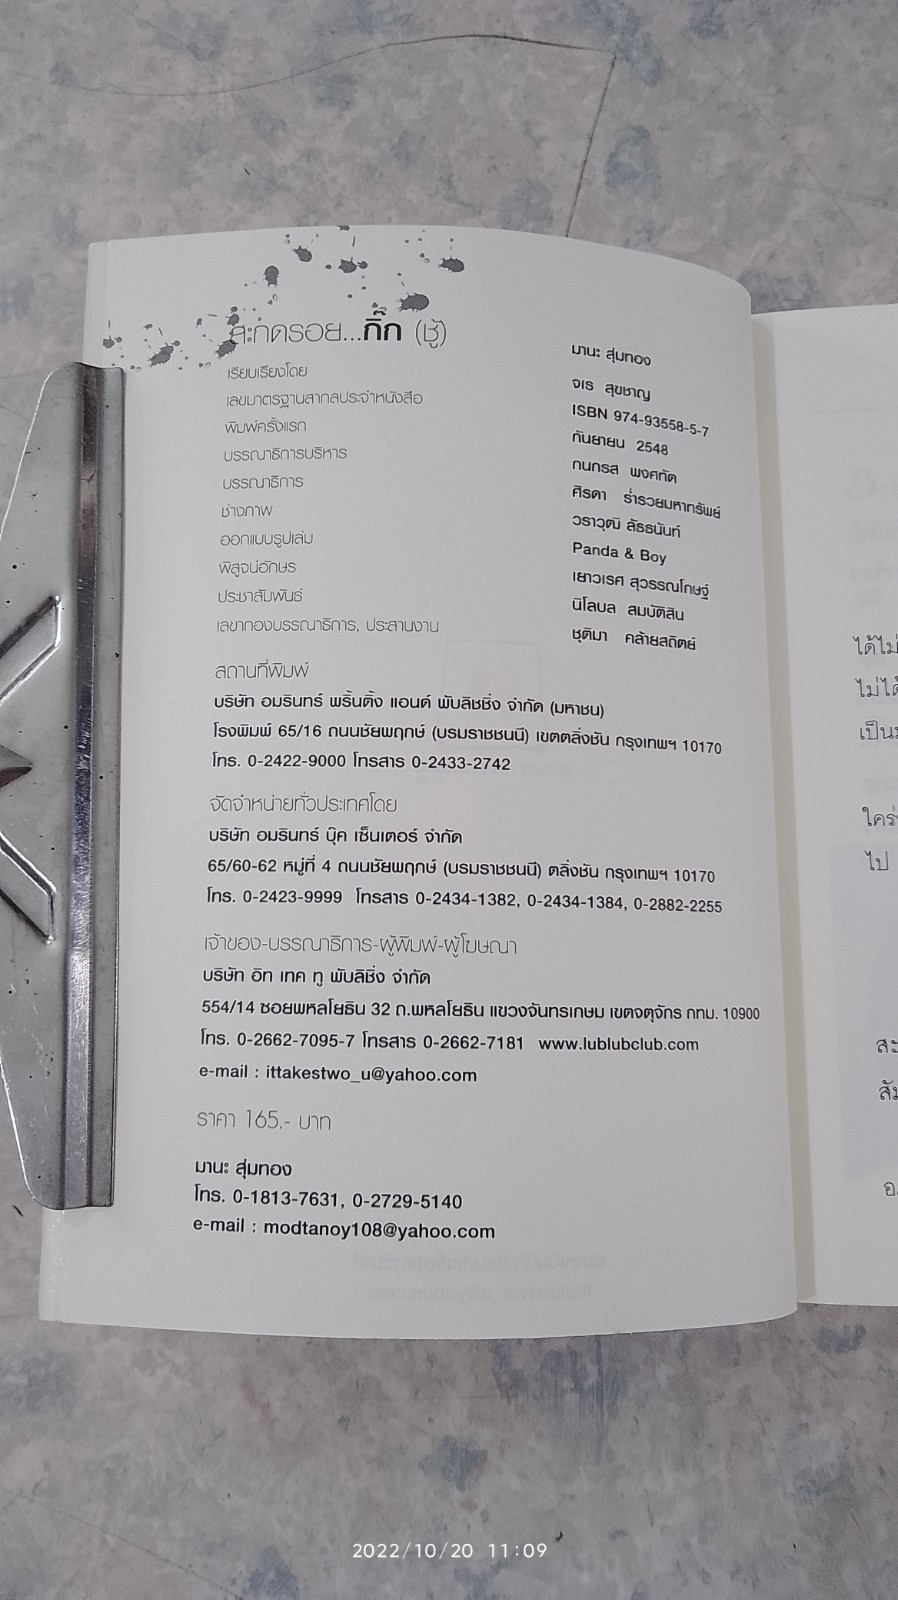 สะกดรอย...กิ๊ก (ชู้) มานะ สุ่มทอง
เรียบเรียงโดย จเร สุขชาญ
เลขมาตรฐานสากลประจำหนังสือ ISBN 974-93558-5-7
พิมพ์ครั้งแรก กันยายน 2548
บรรณาธิการบริหาร กนกรส พงศกัด
บรรณาธิการ ศิรดา ร่ำรวยมหาทรัพย์
ช่างภาพ วราวุฒิ ลัธธนันท์
ออกแบบรูปเล่ม Panda & Boy
พิสูจน์อักษร เยาวเรศ สุวรรณโกษฐ์
ประชาสัมพันธ์ นิโลบล สมบัติสิน
เลขากองบรรณาธิการ, ประสานงาน ชุติมา คล้ายสถิตย์
สถานที่พิมพ์
บริษัท อมรินทร์ พริ้นติ้ง แอนด์ พับลิชชิ่ง จำกัด (มหาชน)
โรงพิมพ์ 65/16 ถนนชัยพฤกษ์ (บรมราชชนนี) เขตตลิ่งชัน กรุงเทพฯ 10170
โทร. 0-2422-9000 โทรสาร 0-2433-2742
จัดจำหน่ายทั่วประเทศโดย
บริษัท อมรินทร์ บุ๊ค เซ็นเตอร์ จำกัด
65/60-62 หมู่ที่ 4 ถนนชัยพฤกษ์ (บรมราชชนนี) ตลิ่งชัน กรุงเทพฯ 10170
โทร. 0-2423-9999 โทรสาร 0-2434-1382, 0-2434-1384, 0-2882-2255
เจ้าของ-บรรณาธิการ-ผู้พิมพ์-ผู้โฆษณา
บริษัท อิท เทค ทู พับลิชิ่ง จำกัด
554/14 ซอยพหลโยธิน 32 ถ.พหลโยธิน แขวงจันทรเกษม เขตจตุจักร กทม. 10900
โทร. 0-2662-7095-7 โทรสาร 0-2662-7181 www.lublubclub.com
e-mail : ittakestwo_u@yahoo.com
ราคา 165.- บาท
มานะ สุ่มทอง
โทร. 0-1813-7631, 0-2729-5140
e-mail : modtanoy108@yahoo.com
ได้ไม่
ไม่ได้
เป็น
ใคร่
ไป
สะ
2022/10/20 11:09